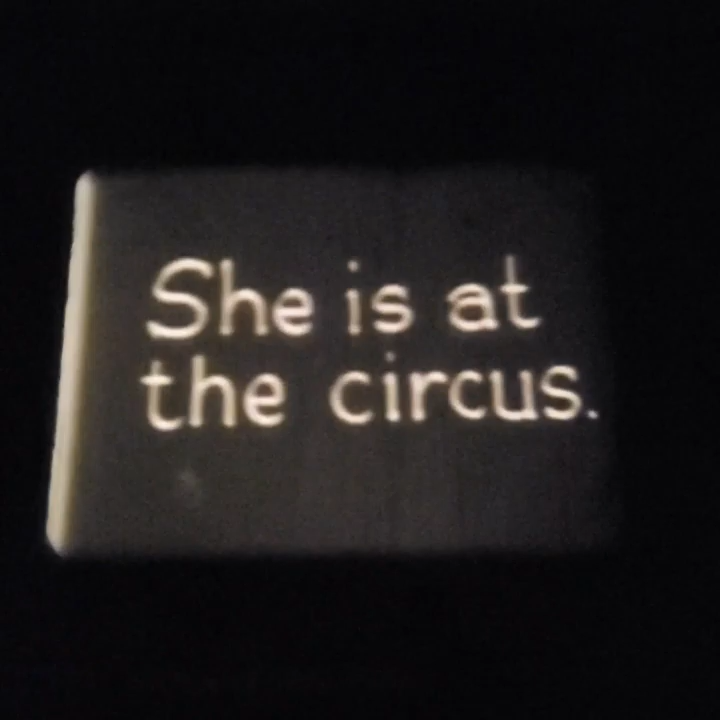 She is at
the circus.